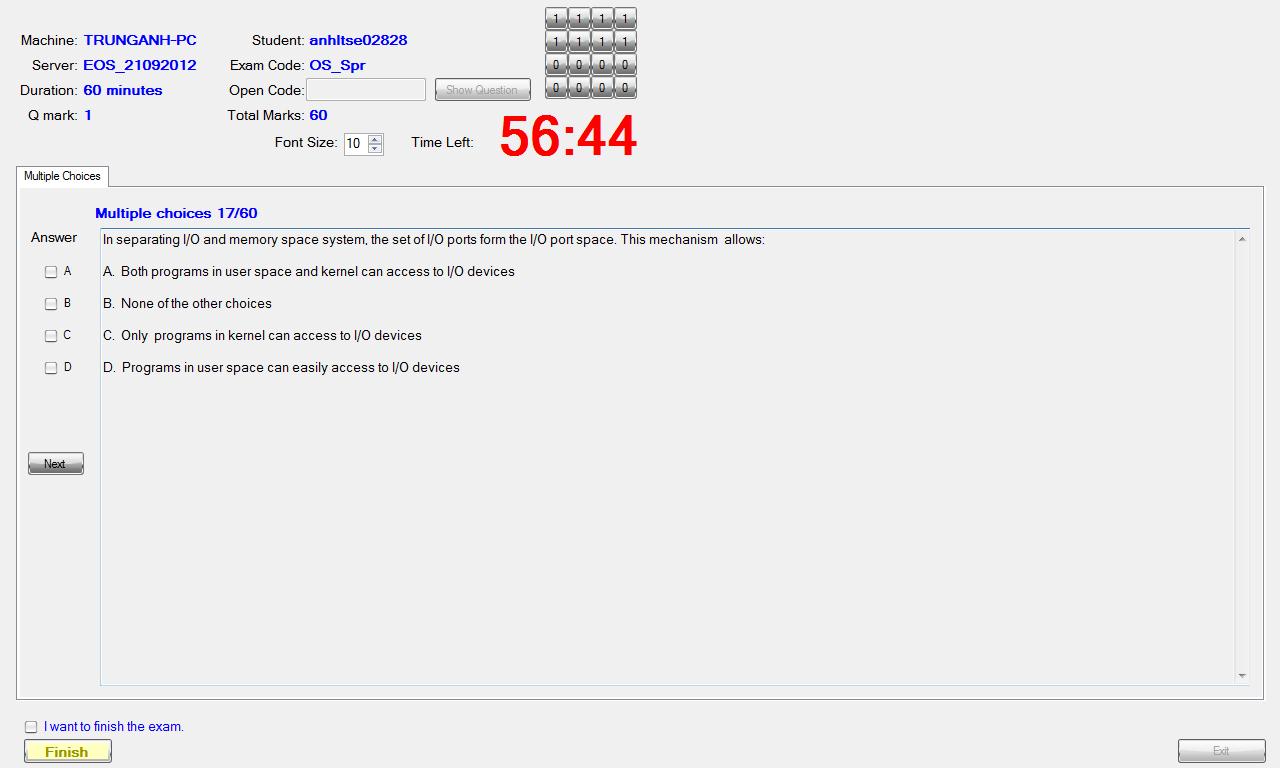 1 1 1 1
Machine: TRUNGANH-PC Student: anhltse02828 1 1 1 1
Server: EOS_21092012 Exam Code: OS_Spr 0 0 0 0
Duration: 60 minutes Open Code: Show Question 0 0 0 0
Q mark: 1 Total Marks: 60
Font Size: 10 Time Left: 56:44
Multiple Choices
Multiple choices 17/60
Answer In separating I/O and memory space system, the set of I/O ports form the I/O port space. This mechanism allows:
A A. Both programs in user space and kernel can access to I/O devices
B B. None of the other choices
C C. Only programs in kernel can access to I/O devices
D D. Programs in user space can easily access to I/O devices
Next
I want to finish the exam.
Finish Exit